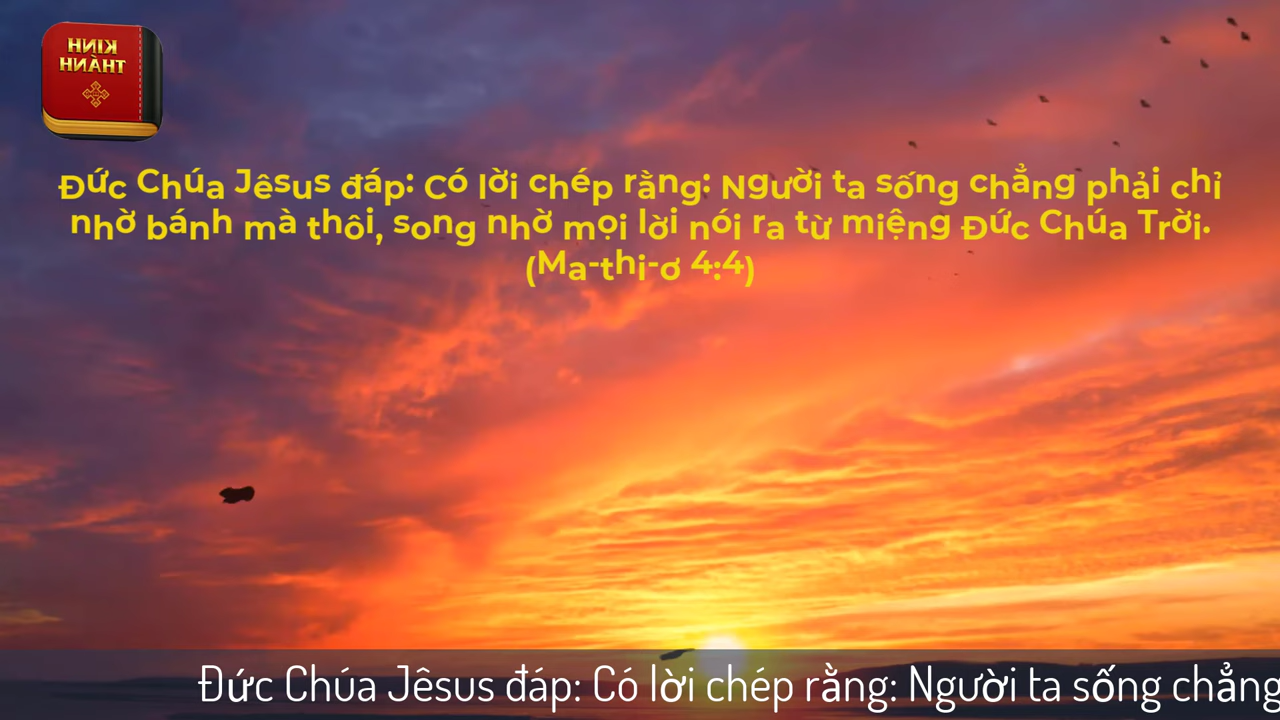 KINH
THÁNH
Đức Chúa Jêsus đáp: Có lời chép rằng: Người ta sống chẳng phải chỉ
nhờ bánh mà thôi, song nhờ mọi lời nói ra từ miệng Đức Chúa Trời.
(Ma-thi-ơ 4:4)
Đức Chúa Jêsus đáp: Có lời chép rằng: Người ta sống chẳng